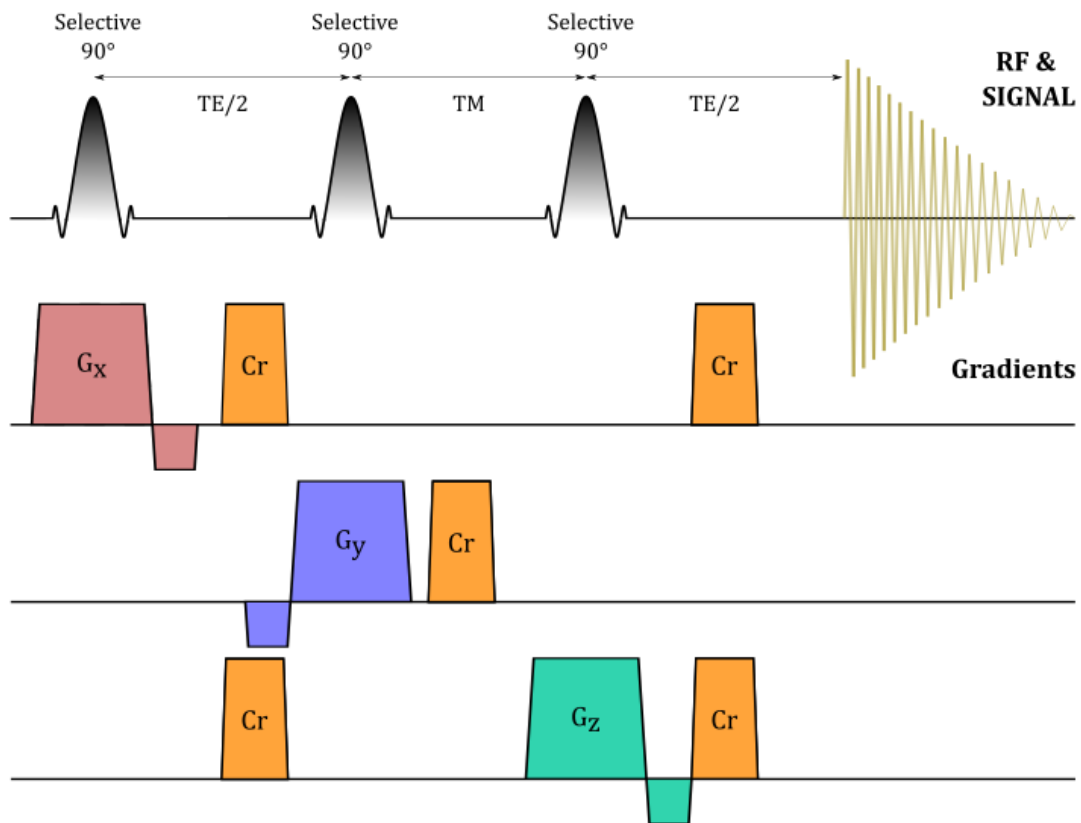 Selective
90°
Selective
90°
Selective
90°
RF &
SIGNAL
TE/2
TM
TE/2
Gx
Cr
Cr
Gradients
Gy
Cr
Cr
Gz
Cr